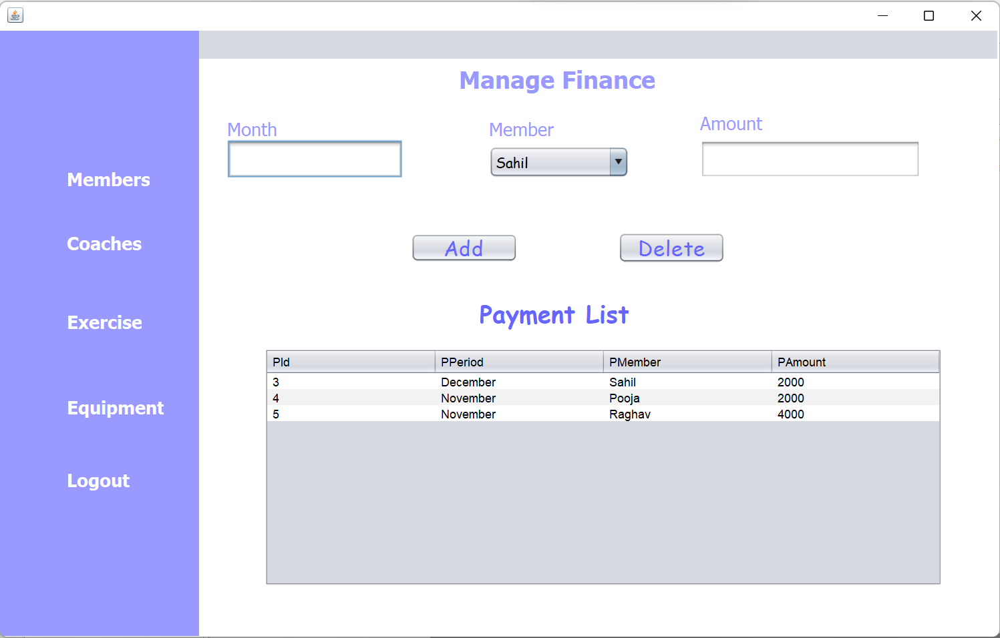 Manage Finance
Month
Member
Amount
Sahil
Add
Delete
Members
Coaches
Exercise
Equipment
Logout
Payment List
PId PPeriod PMember PAmount
3 December Sahil 2000
4 November Pooja 2000
5 November Raghav 4000